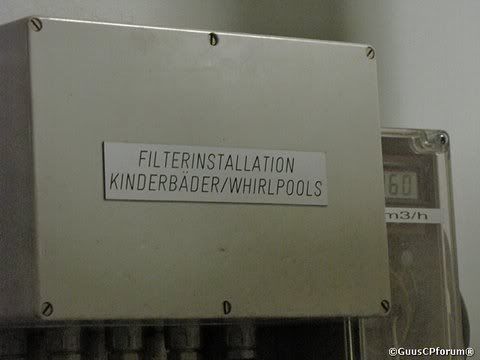 FILTERINSTALLATION
KINDERBÄDER/WHIRLPOOLS
60
m3/h
©GuusCPforum®